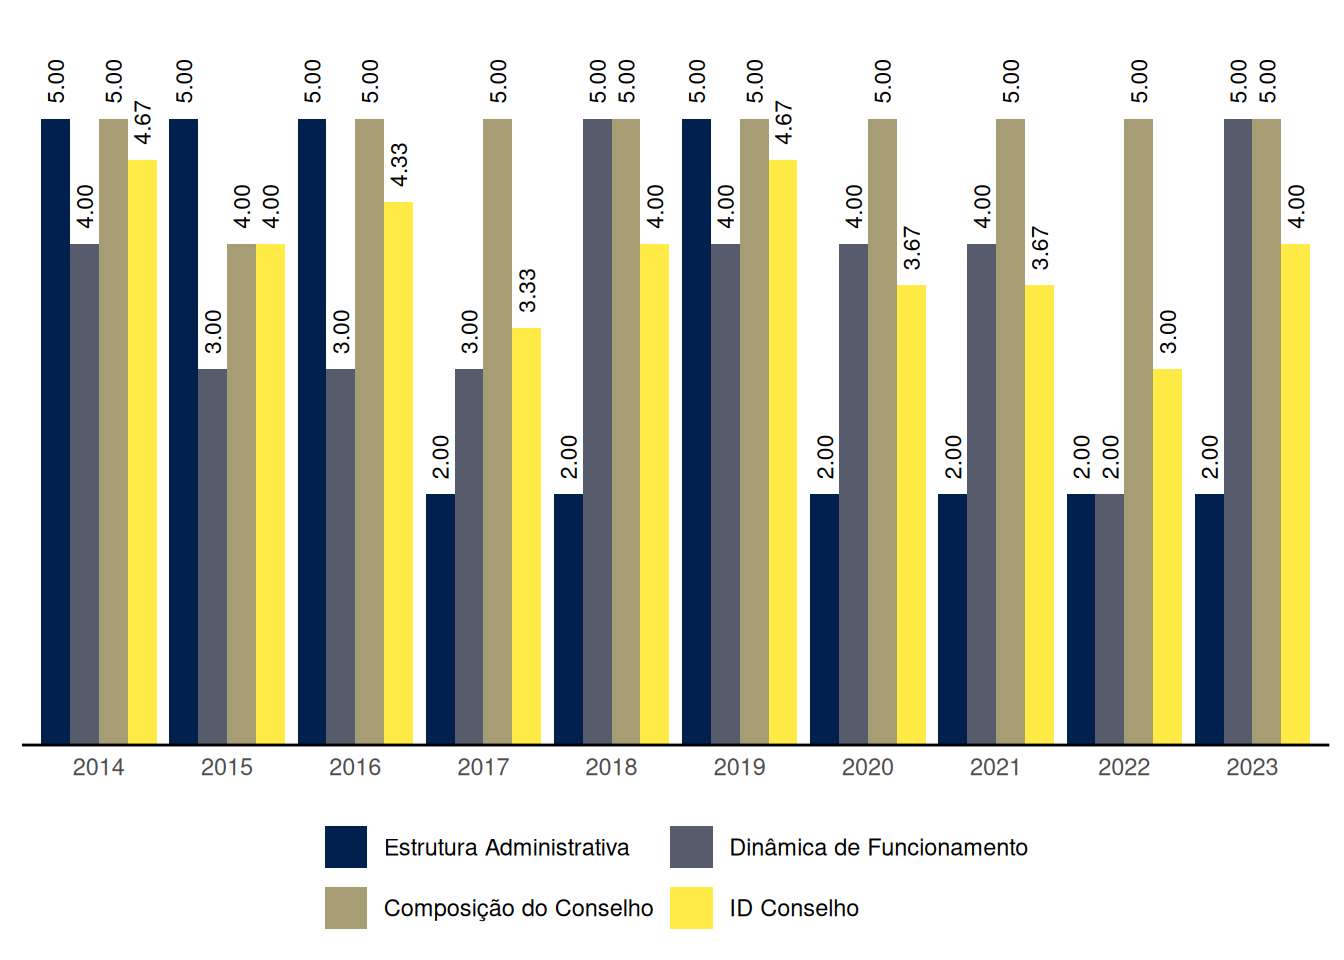 5.00 4.00 5.00 4.67 5.00 3.00 4.00 4.00 5.00 3.00 5.00 4.33 2.00 3.00 5.00 3.33 2.00 5.00 5.00 4.00 5.00 4.00 5.00 4.67 2.00 4.00 5.00 3.67 2.00 4.00 5.00 3.67 2.00 2.00 5.00 3.00 2.00 5.00 5.00 4.00
2014 2015 2016 2017 2018 2019 2020 2021 2022 2023
Estrutura Administrativa Dinâmica de Funcionamento
Composição do Conselho ID Conselho